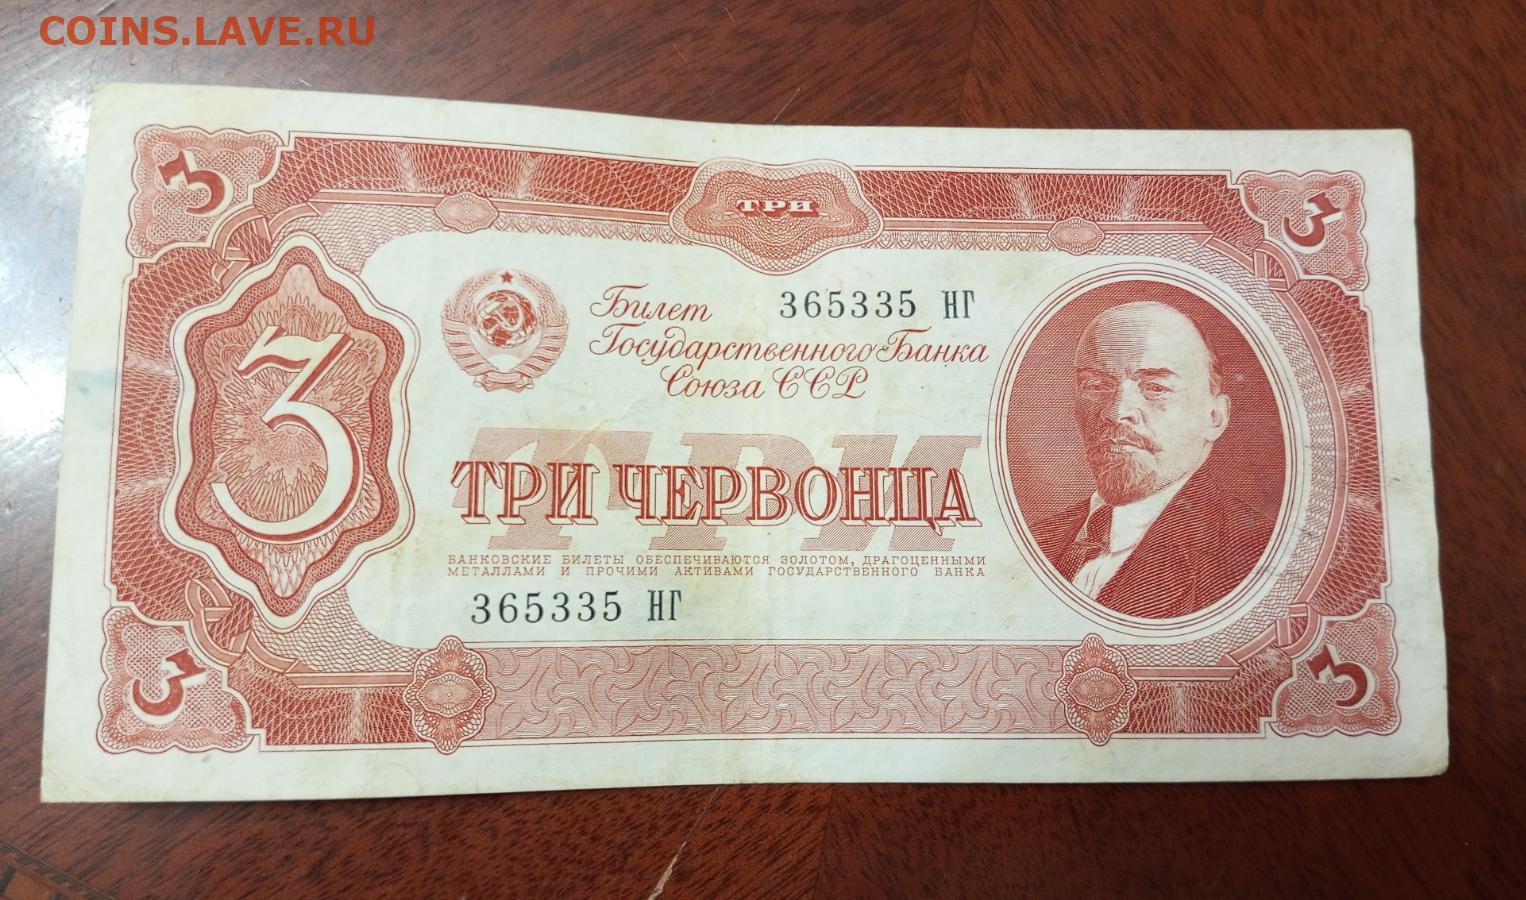 COINS.LAVE.RU
3
3
ТРИ
3
Билет 365335 НГ
Государственного Банка
Союза ССР
ТРИ
ТРИ ЧЕРВОНЦА
БАНКОВСКИЕ БИЛЕТЫ ОБЕСПЕЧИВАЮТСЯ ЗОЛОТОМ, ДРАГОЦЕННЫМИ
МЕТАЛЛАМИ И ПРОЧИМИ АКТИВАМИ ГОСУДАРСТВЕННОГО БАНКА
365335 НГ
3
3